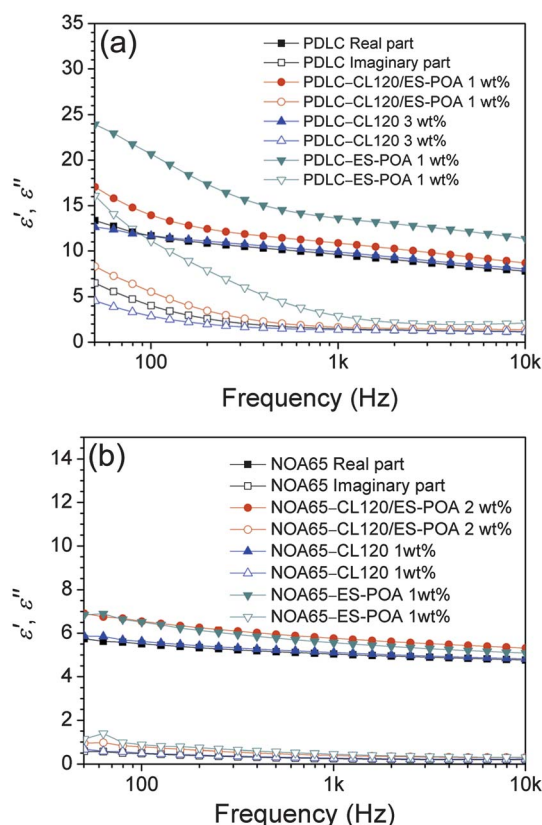 (a)
PDLC Real part
PDLC Imaginary part
PDLC–CL120/ES-POA 1 wt%
PDLC–CL120/ES-POA 1 wt%
PDLC–CL120 3 wt%
PDLC–CL120 3 wt%
PDLC–ES-POA 1 wt%
PDLC–ES-POA 1 wt%
35
30
25
20
15
10
5
0
ε', ε''
100 1k 10k
Frequency (Hz)
(b)
NOA65 Real part
NOA65 Imaginary part
NOA65–CL120/ES-POA 2 wt%
NOA65–CL120/ES-POA 2 wt%
NOA65–CL120 1wt%
NOA65–CL120 1wt%
NOA65–ES-POA 1wt%
NOA65–ES-POA 1wt%
14
12
10
8
6
4
2
0
ε', ε''
100 1k 10k
Frequency (Hz)